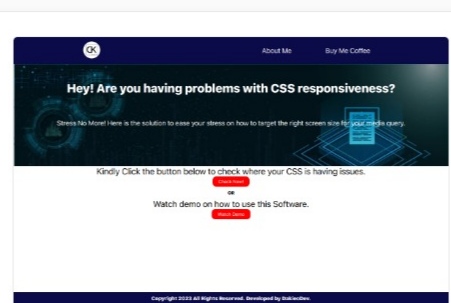 GK
About Me
Buy Me Coffee
Hey! Are you having problems with CSS responsiveness?
Stress No More! Here is the solution to ease your stress on how to target the right screen size for your media query.
Kindly Click the button below to check where your CSS is having issues.
Check Now!
OR
Watch demo on how to use this Software.
Watch Demo
Copyright 2023 All Rights Reserved. Developed by